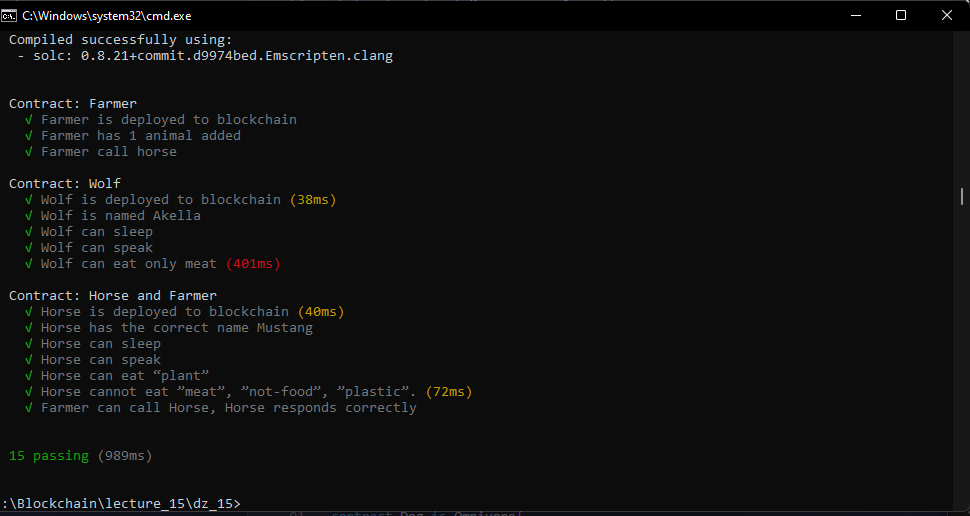 C:\Windows\system32\cmd.exe
Compiled successfully using:
- solc: 0.8.21+commit.d9974bed.Emscripten.clang
Contract: Farmer
√ Farmer is deployed to blockchain
√ Farmer has 1 animal added
√ Farmer call horse
Contract: Wolf
√ Wolf is deployed to blockchain (38ms)
√ Wolf is named Akella
√ Wolf can sleep
√ Wolf can speak
√ Wolf can eat only meat (401ms)
Contract: Horse and Farmer
√ Horse is deployed to blockchain (40ms)
√ Horse has the correct name Mustang
√ Horse can sleep
√ Horse can speak
√ Horse can eat “plant”
√ Horse cannot eat ”meat”, ”not-food”, ”plastic”. (72ms)
√ Farmer can call Horse, Horse responds correctly
15 passing (989ms)
:\Blockchain\lecture_15\dz_15>
contract Dog is Omnivore{